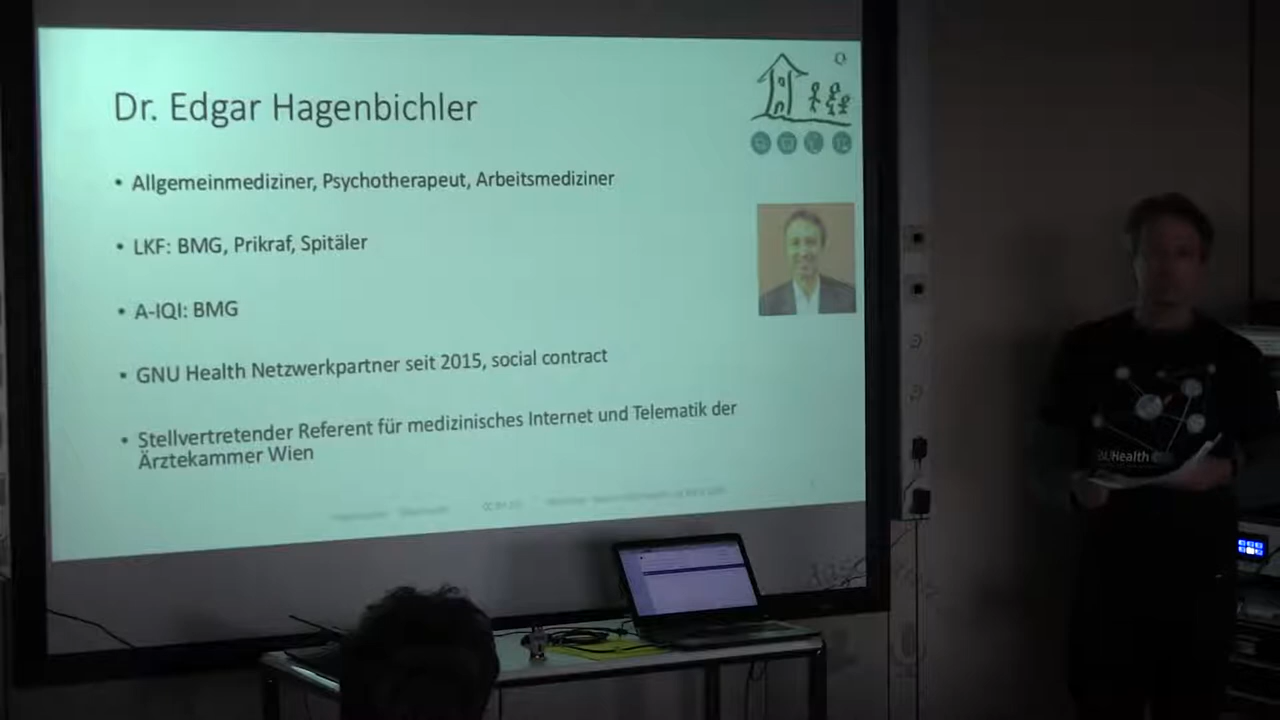 Dr. Edgar Hagenbichler
• Allgemeinmediziner, Psychotherapeut, Arbeitsmediziner
• LKF: BMG, Prikraf, Spitäler
• A-IQI: BMG
• GNU Health Netzwerkpartner seit 2015, social contract
• Stellvertretender Referent für medizinisches Internet und Telematik der
Ärztekammer Wien
Health